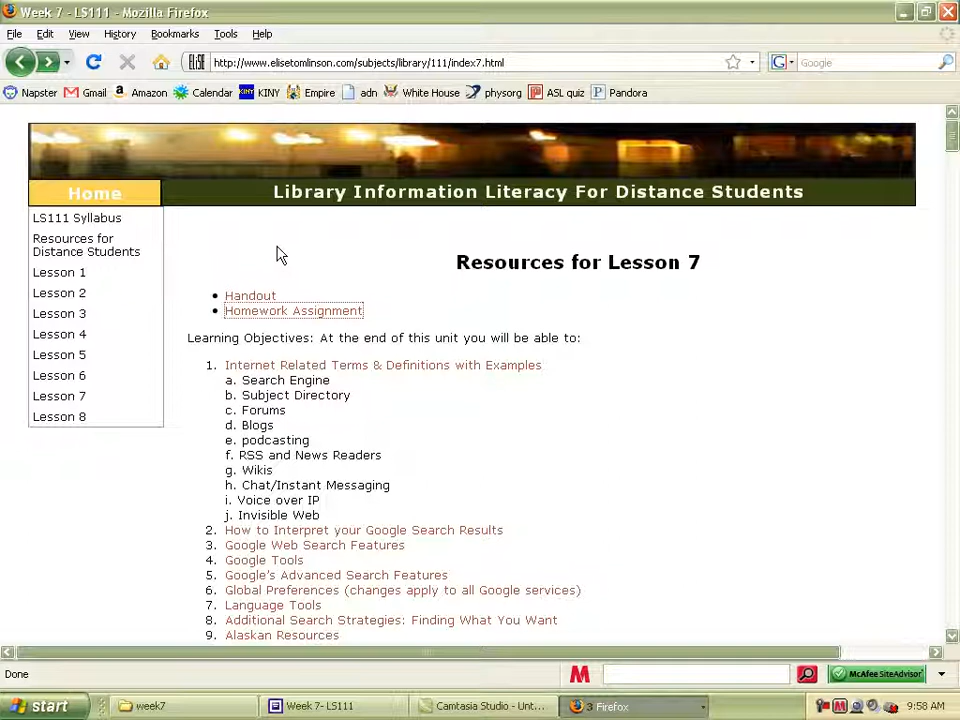 Week 7 - LS111 - Mozilla Firefox
File Edit View History Bookmarks Tools Help
http://www.elisetomlinson.com/subjects/library/111/index7.html
G Google
Napster Gmail Amazon Calendar KINY KINY Empire adn White House physorg ASL quiz Pandora
Home
Library Information Literacy For Distance Students
LS111 Syllabus
Resources for
Distance Students
Lesson 1
Lesson 2
Lesson 3
Lesson 4
Lesson 5
Lesson 6
Lesson 7
Lesson 8
Resources for Lesson 7
• Handout
• Homework Assignment
Learning Objectives: At the end of this unit you will be able to:
1. Internet Related Terms & Definitions with Examples
a. Search Engine
b. Subject Directory
c. Forums
d. Blogs
e. podcasting
f. RSS and News Readers
g. Wikis
h. Chat/Instant Messaging
i. Voice over IP
j. Invisible Web
2. How to Interpret your Google Search Results
3. Google Web Search Features
4. Google Tools
5. Google's Advanced Search Features
6. Global Preferences (changes apply to all Google services)
7. Language Tools
8. Additional Search Strategies: Finding What You Want
9. Alaskan Resources
Done
McAfee SiteAdvisor
start week7 Week 7- LS111 Camtasia Studio - Unt... 3 Firefox 9:58 AM